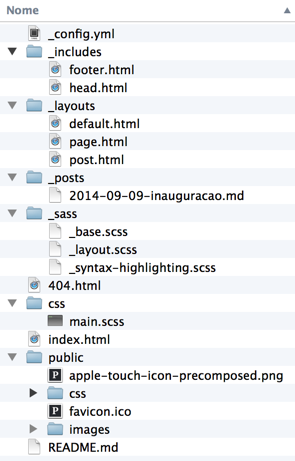 Nome
_config.yml
_includes
footer.html
head.html
_layouts
default.html
page.html
post.html
_posts
2014-09-09-inauguracao.md
_sass
_base.scss
_layout.scss
_syntax-highlighting.scss
404.html
css
main.scss
index.html
public
apple-touch-icon-precomposed.png
css
favicon.ico
images
README.md